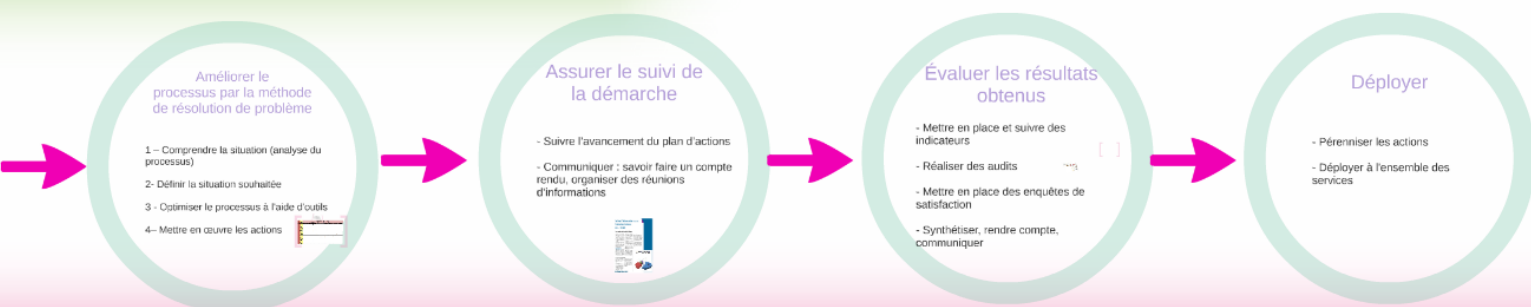 Améliorer le
processus par la méthode
de résolution de problème
1 – Comprendre la situation (analyse du
processus)
2- Définir la situation souhaitée
3 - Optimiser le processus à l'aide d'outils
4– Mettre en œuvre les actions
Assurer le suivi de
la démarche
- Suivre l'avancement du plan d'actions
- Communiquer : savoir faire un compte
rendu, organiser des réunions
d'informations
Évaluer les résultats
obtenus
- Mettre en place et suivre des
indicateurs
- Réaliser des audits
- Mettre en place des enquêtes de
satisfaction
- Synthétiser, rendre compte,
communiquer
Déployer
- Pérenniser les actions
- Déployer à l'ensemble des
services